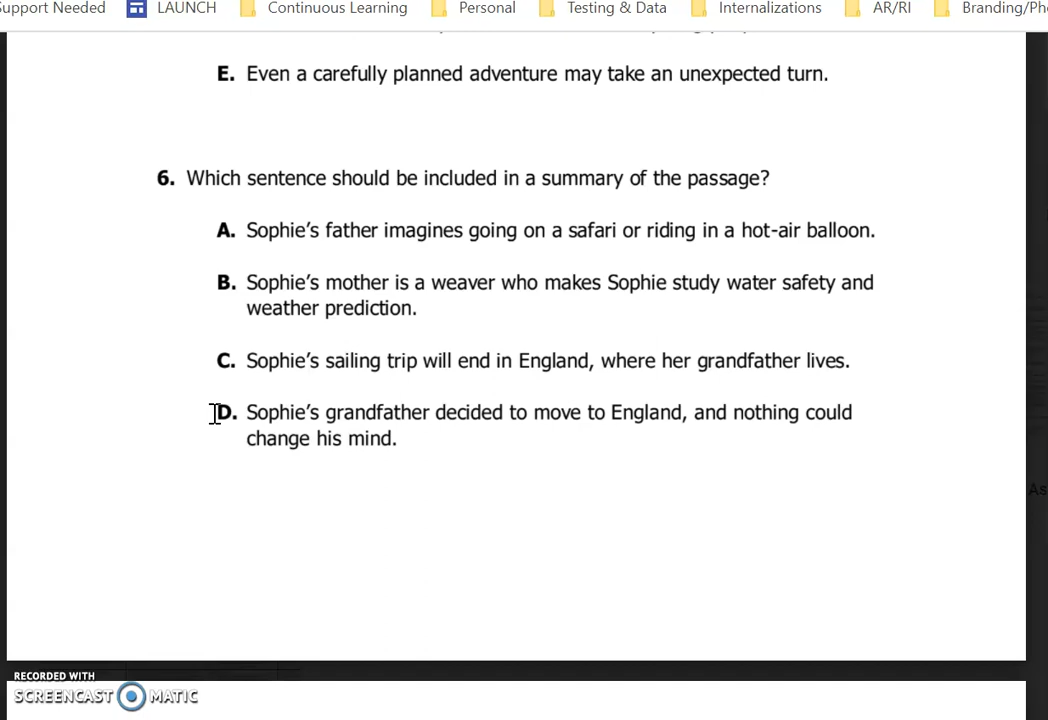 Support Needed LAUNCH Continuous Learning Personal Testing & Data Internalizations AR/RI
E. Even a carefully planned adventure may take an unexpected turn.
6. Which sentence should be included in a summary of the passage?
A. Sophie's father imagines going on a safari or riding in a hot-air balloon.
B. Sophie's mother is a weaver who makes Sophie study water safety and
weather prediction.
C. Sophie's sailing trip will end in England, where her grandfather lives.
D. Sophie's grandfather decided to move to England, and nothing could
change his mind.
As
RECORDED WITH
SCREENCAST MATIC